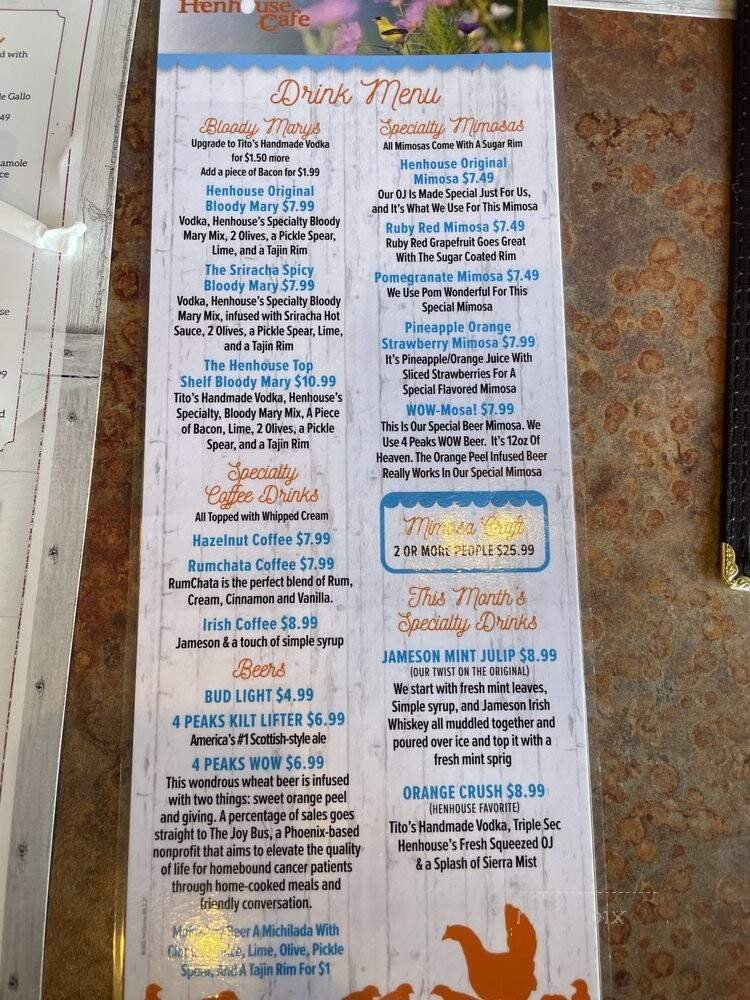 Henhouse
Cafe
Drink Menu
Bloody Marys
Upgrade to Tito's Handmade Vodka
for $1.50 more
Add a piece of Bacon for $1.99
Henhouse Original
Bloody Mary $7.99
Vodka, Henhouse's Specialty Bloody
Mary Mix, 2 Olives, a Pickle Spear,
Lime, and a Tajin Rim
The Sriracha Spicy
Bloody Mary $7.99
Vodka, Henhouse's Specialty Bloody
Mary Mix, infused with Sriracha Hot
Sauce, 2 Olives, a Pickle Spear, Lime,
and a Tajin Rim
The Henhouse Top
Shelf Bloody Mary $10.99
Tito's Handmade Vodka, Henhouse's
Specialty, Bloody Mary Mix, A Piece
of Bacon, Lime, 2 Olives, a Pickle
Spear, and a Tajin Rim
Specialty
Coffee Drinks
All Topped with Whipped Cream
Hazelnut Coffee $7.99
Rumchata Coffee $7.99
RumChata is the perfect blend of Rum,
Cream, Cinnamon and Vanilla.
Irish Coffee $8.99
Jameson & a touch of simple syrup
Beers
BUD LIGHT $4.99
4 PEAKS KILT LIFTER $6.99
America's #1 Scottish-style ale
4 PEAKS WOW $6.99
This wondrous wheat beer is infused
with two things: sweet orange peel
and giving. A percentage of sales goes
straight to The Joy Bus, a Phoenix-based
nonprofit that aims to elevate the quality
of life for homebound cancer patients
through home-cooked meals and
friendly conversation.
Beer A Michilada With
Lime, Olive, Pickle
Spear, And A Tajin Rim For $1
Specialty Mimosas
All Mimosas Come With A Sugar Rim
Henhouse Original
Mimosa $7.49
Our OJ Is Made Special Just For Us,
and It's What We Use For This Mimosa
Ruby Red Mimosa $7.49
Ruby Red Grapefruit Goes Great
With The Sugar Coated Rim
Pomegranate Mimosa $7.49
We Use Pom Wonderful For This
Special Mimosa
Pineapple Orange
Strawberry Mimosa $7.99
It's Pineapple/Orange Juice With
Sliced Strawberries For A
Special Flavored Mimosa
WOW-Mosa! $7.99
This Is Our Special Beer Mimosa. We
Use 4 Peaks WOW Beer. It's 12oz Of
Heaven. The Orange Peel Infused Beer
Really Works In Our Special Mimosa
Mimosa Craft
2 OR MORE PEOPLE $25.99
This Month's
Specialty Drinks
JAMESON MINT JULIP $8.99
(OUR TWIST ON THE ORIGINAL)
We start with fresh mint leaves,
Simple syrup, and Jameson Irish
Whiskey all muddled together and
poured over ice and top it with a
fresh mint sprig
ORANGE CRUSH $8.99
(HENHOUSE FAVORITE)
Tito's Handmade Vodka, Triple Sec
Henhouse's Fresh Squeezed OJ
& a Splash of Sierra Mist